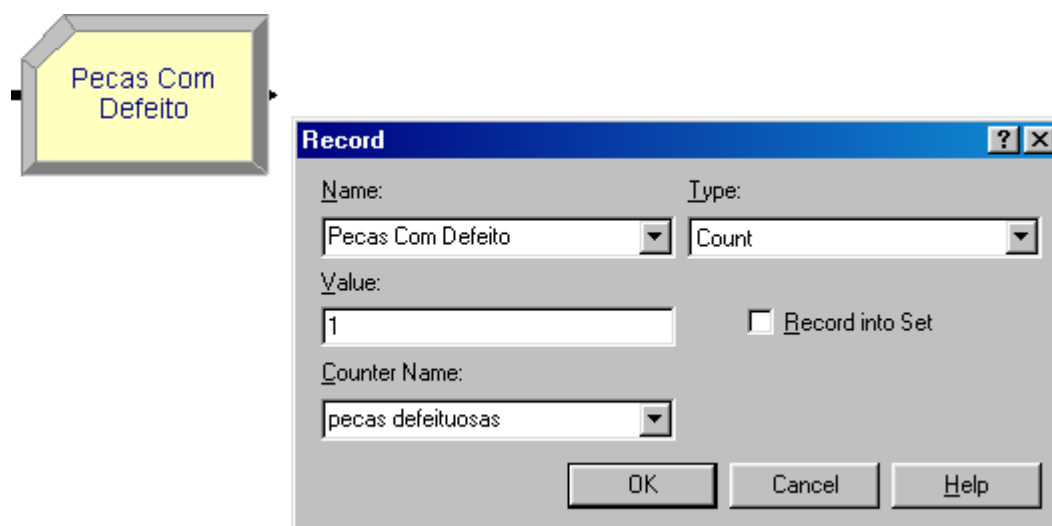 Pecas Com
Defeito
Record
Name:
Type:
Pecas Com Defeito
Count
Value:
1
Record into Set
Counter Name:
pecas defeituosas
OK
Cancel
Help